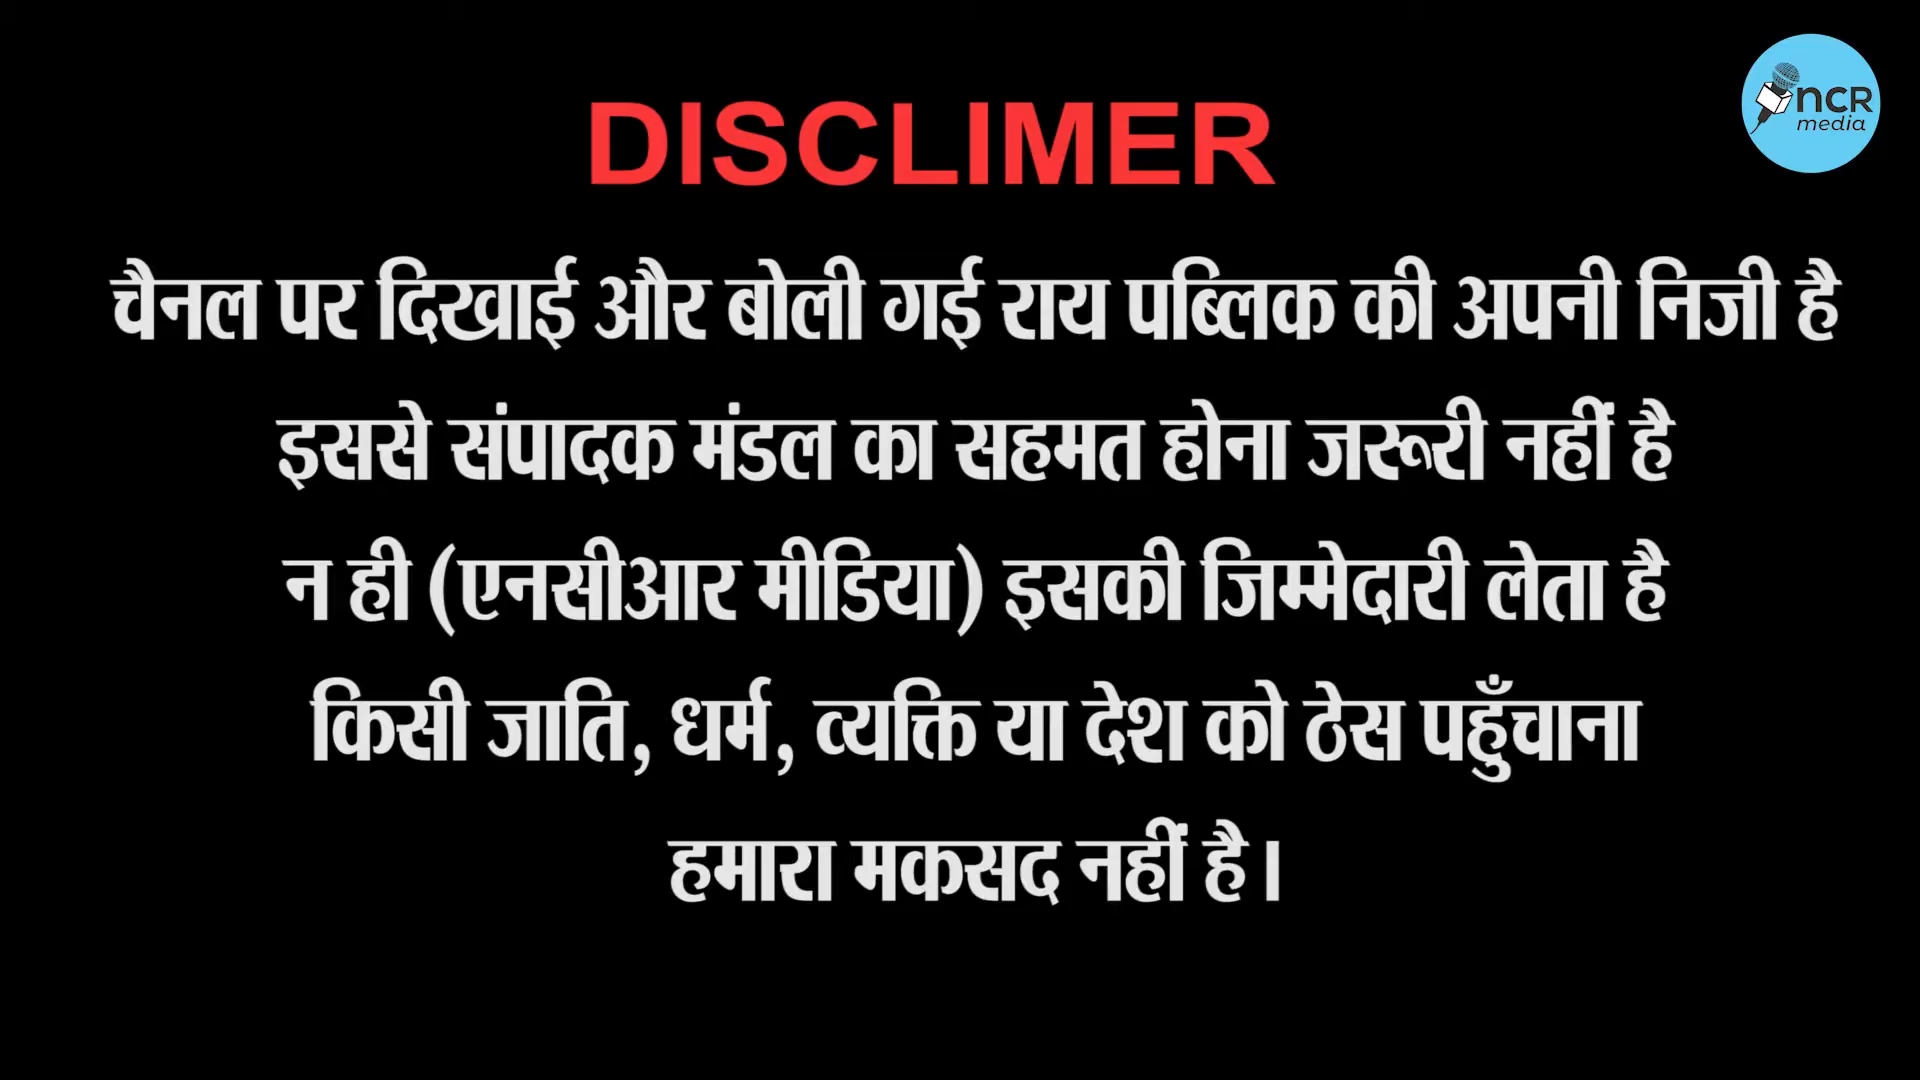 DISCLIMER
nCR
media
चैनल पर दिखाई और बोली गई राय पब्लिक की अपनी निजी है
इससे संपादक मंडल का सहमत होना जरूरी नहीं है
न ही (एनसीआर मीडिया) इसकी जिम्मेदारी लेता है
किसी जाति, धर्म, व्यक्ति या देश को ठेस पहुँचाना
हमारा मकसद नहीं है।